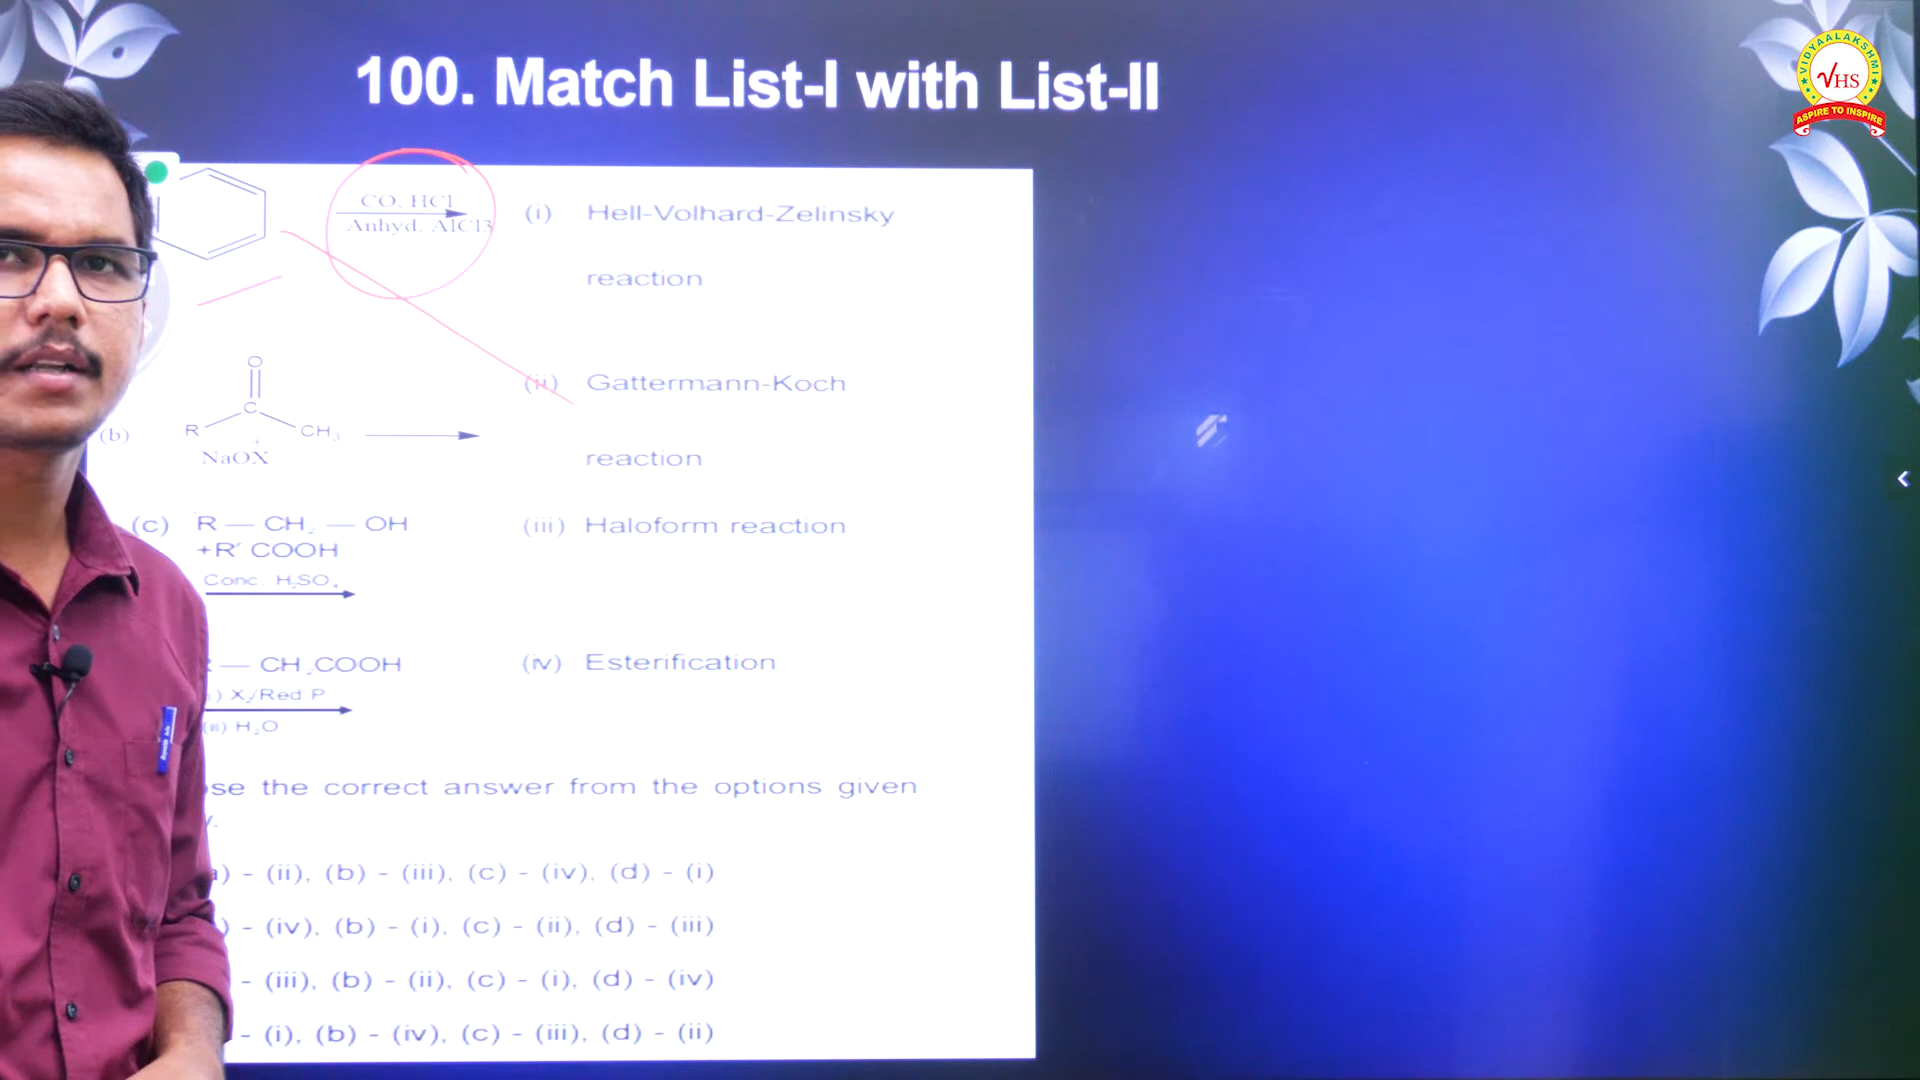 100. Match List-I with List-II
VIDYAALAKSHMI
VHS
ASPIRE TO INSPIRE
CO, HCl
Anhyd. AlCl3
(i) Hell-Volhard-Zelinsky
reaction
O
C
(ii) Gattermann-Koch
(b) R CH3
+
NaOX
reaction
(c) R — CH2 — OH (iii) Haloform reaction
+R′ COOH
Conc. H2SO4
— CH2COOH (iv) Esterification
) X2/Red P
(ii) H2O
the correct answer from the options given
) - (ii), (b) - (iii), (c) - (iv), (d) - (i)
) - (iv), (b) - (i), (c) - (ii), (d) - (iii)
- (iii), (b) - (ii), (c) - (i), (d) - (iv)
- (i), (b) - (iv), (c) - (iii), (d) - (ii)